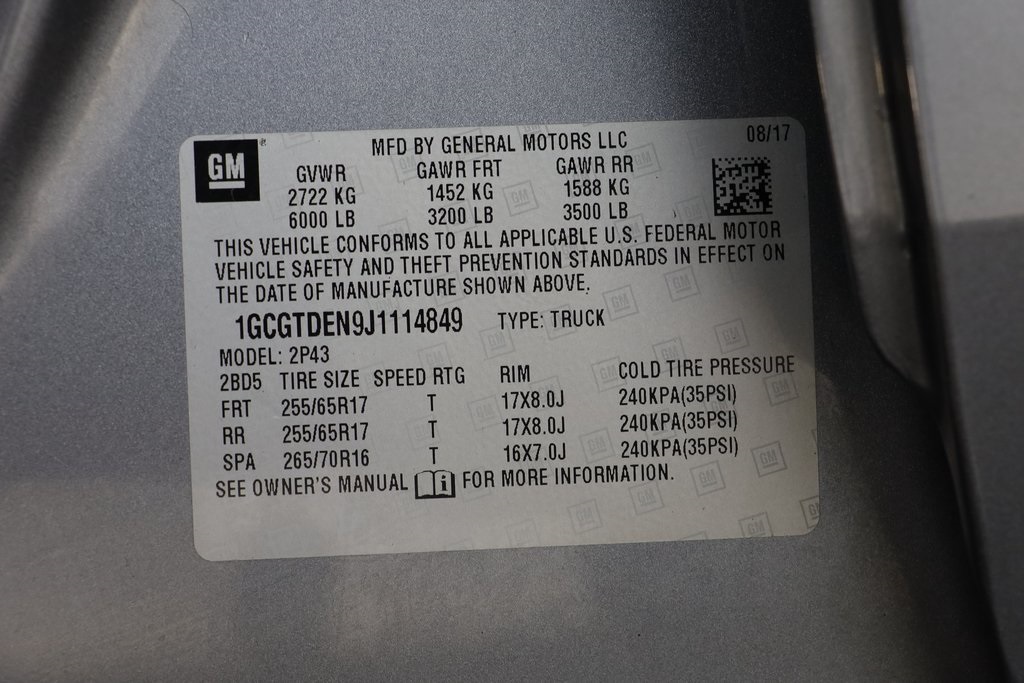 GM
MFD BY GENERAL MOTORS LLC 08/17
GVWR GAWR FRT GAWR RR
2722 KG 1452 KG 1588 KG
6000 LB 3200 LB 3500 LB
THIS VEHICLE CONFORMS TO ALL APPLICABLE U.S. FEDERAL MOTOR
VEHICLE SAFETY AND THEFT PREVENTION STANDARDS IN EFFECT ON
THE DATE OF MANUFACTURE SHOWN ABOVE.
1GCGTDEN9J1114849 TYPE: TRUCK
MODEL: 2P43
2BD5 TIRE SIZE SPEED RTG RIM COLD TIRE PRESSURE
FRT 255/65R17 T 17X8.0J 240KPA(35PSI)
RR 255/65R17 T 17X8.0J 240KPA(35PSI)
SPA 265/70R16 T 16X7.0J 240KPA(35PSI)
SEE OWNER'S MANUAL i FOR MORE INFORMATION.